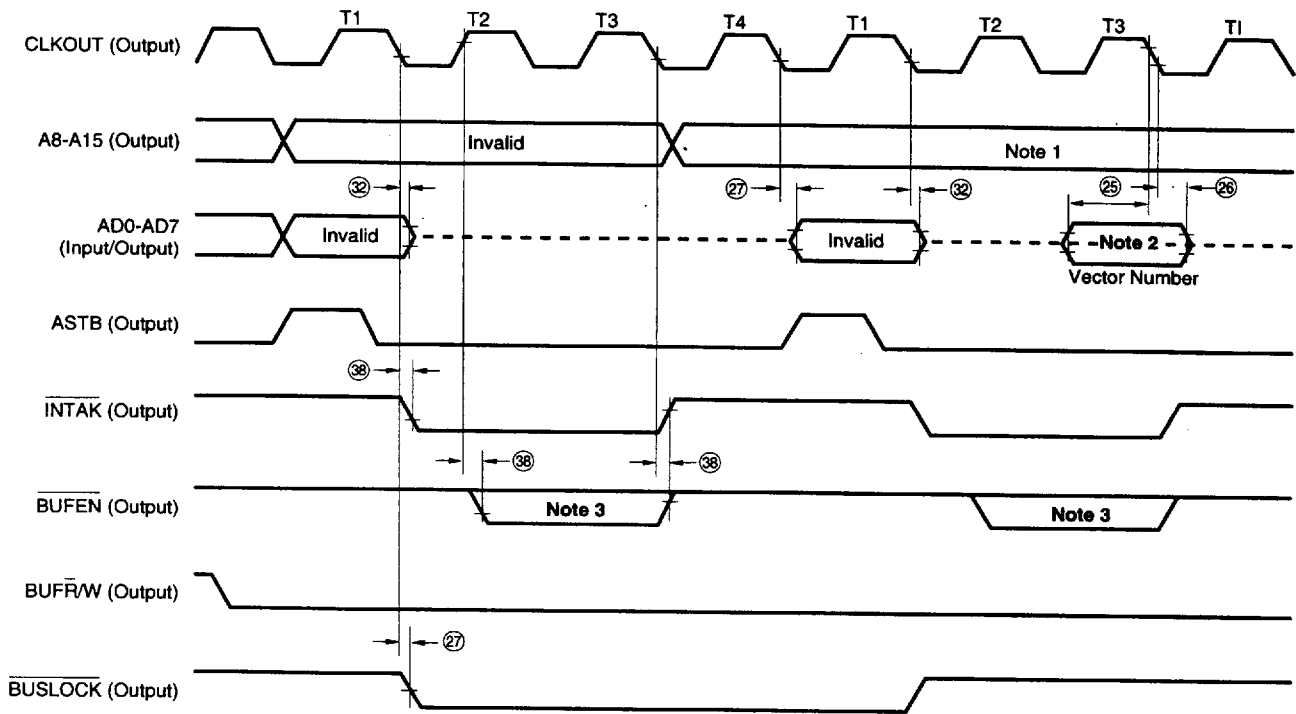 T1 T2 T3 T4 T1 T2 T3 TI
CLKOUT (Output)
A8-A15 (Output) Invalid Note 1
32 27 32 25 26
AD0-AD7
(Input/Output)
Invalid Invalid Note 2
Vector Number
ASTB (Output)
38
INTAK (Output)
38 38
BUFEN (Output) Note 3 Note 3
BUFR/W (Output)
27
BUSLOCK (Output)